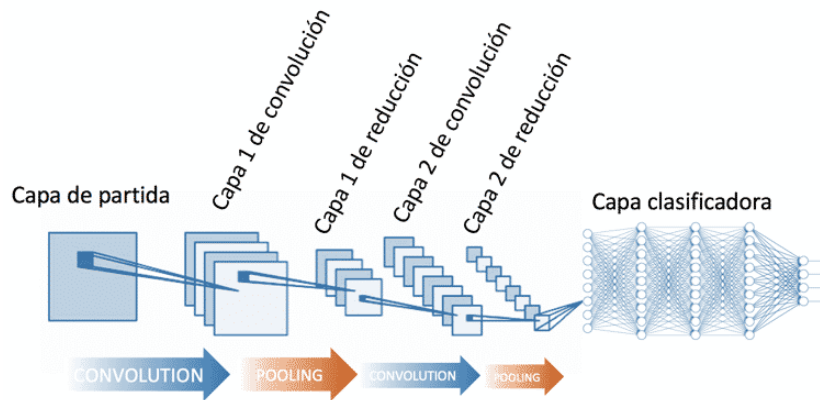 Capa de partida
Capa 1 de convolución
Capa 1 de reducción
Capa 2 de convolución
Capa 2 de reducción
Capa clasificadora
CONVOLUTION
POOLING
CONVOLUTION
POOLING